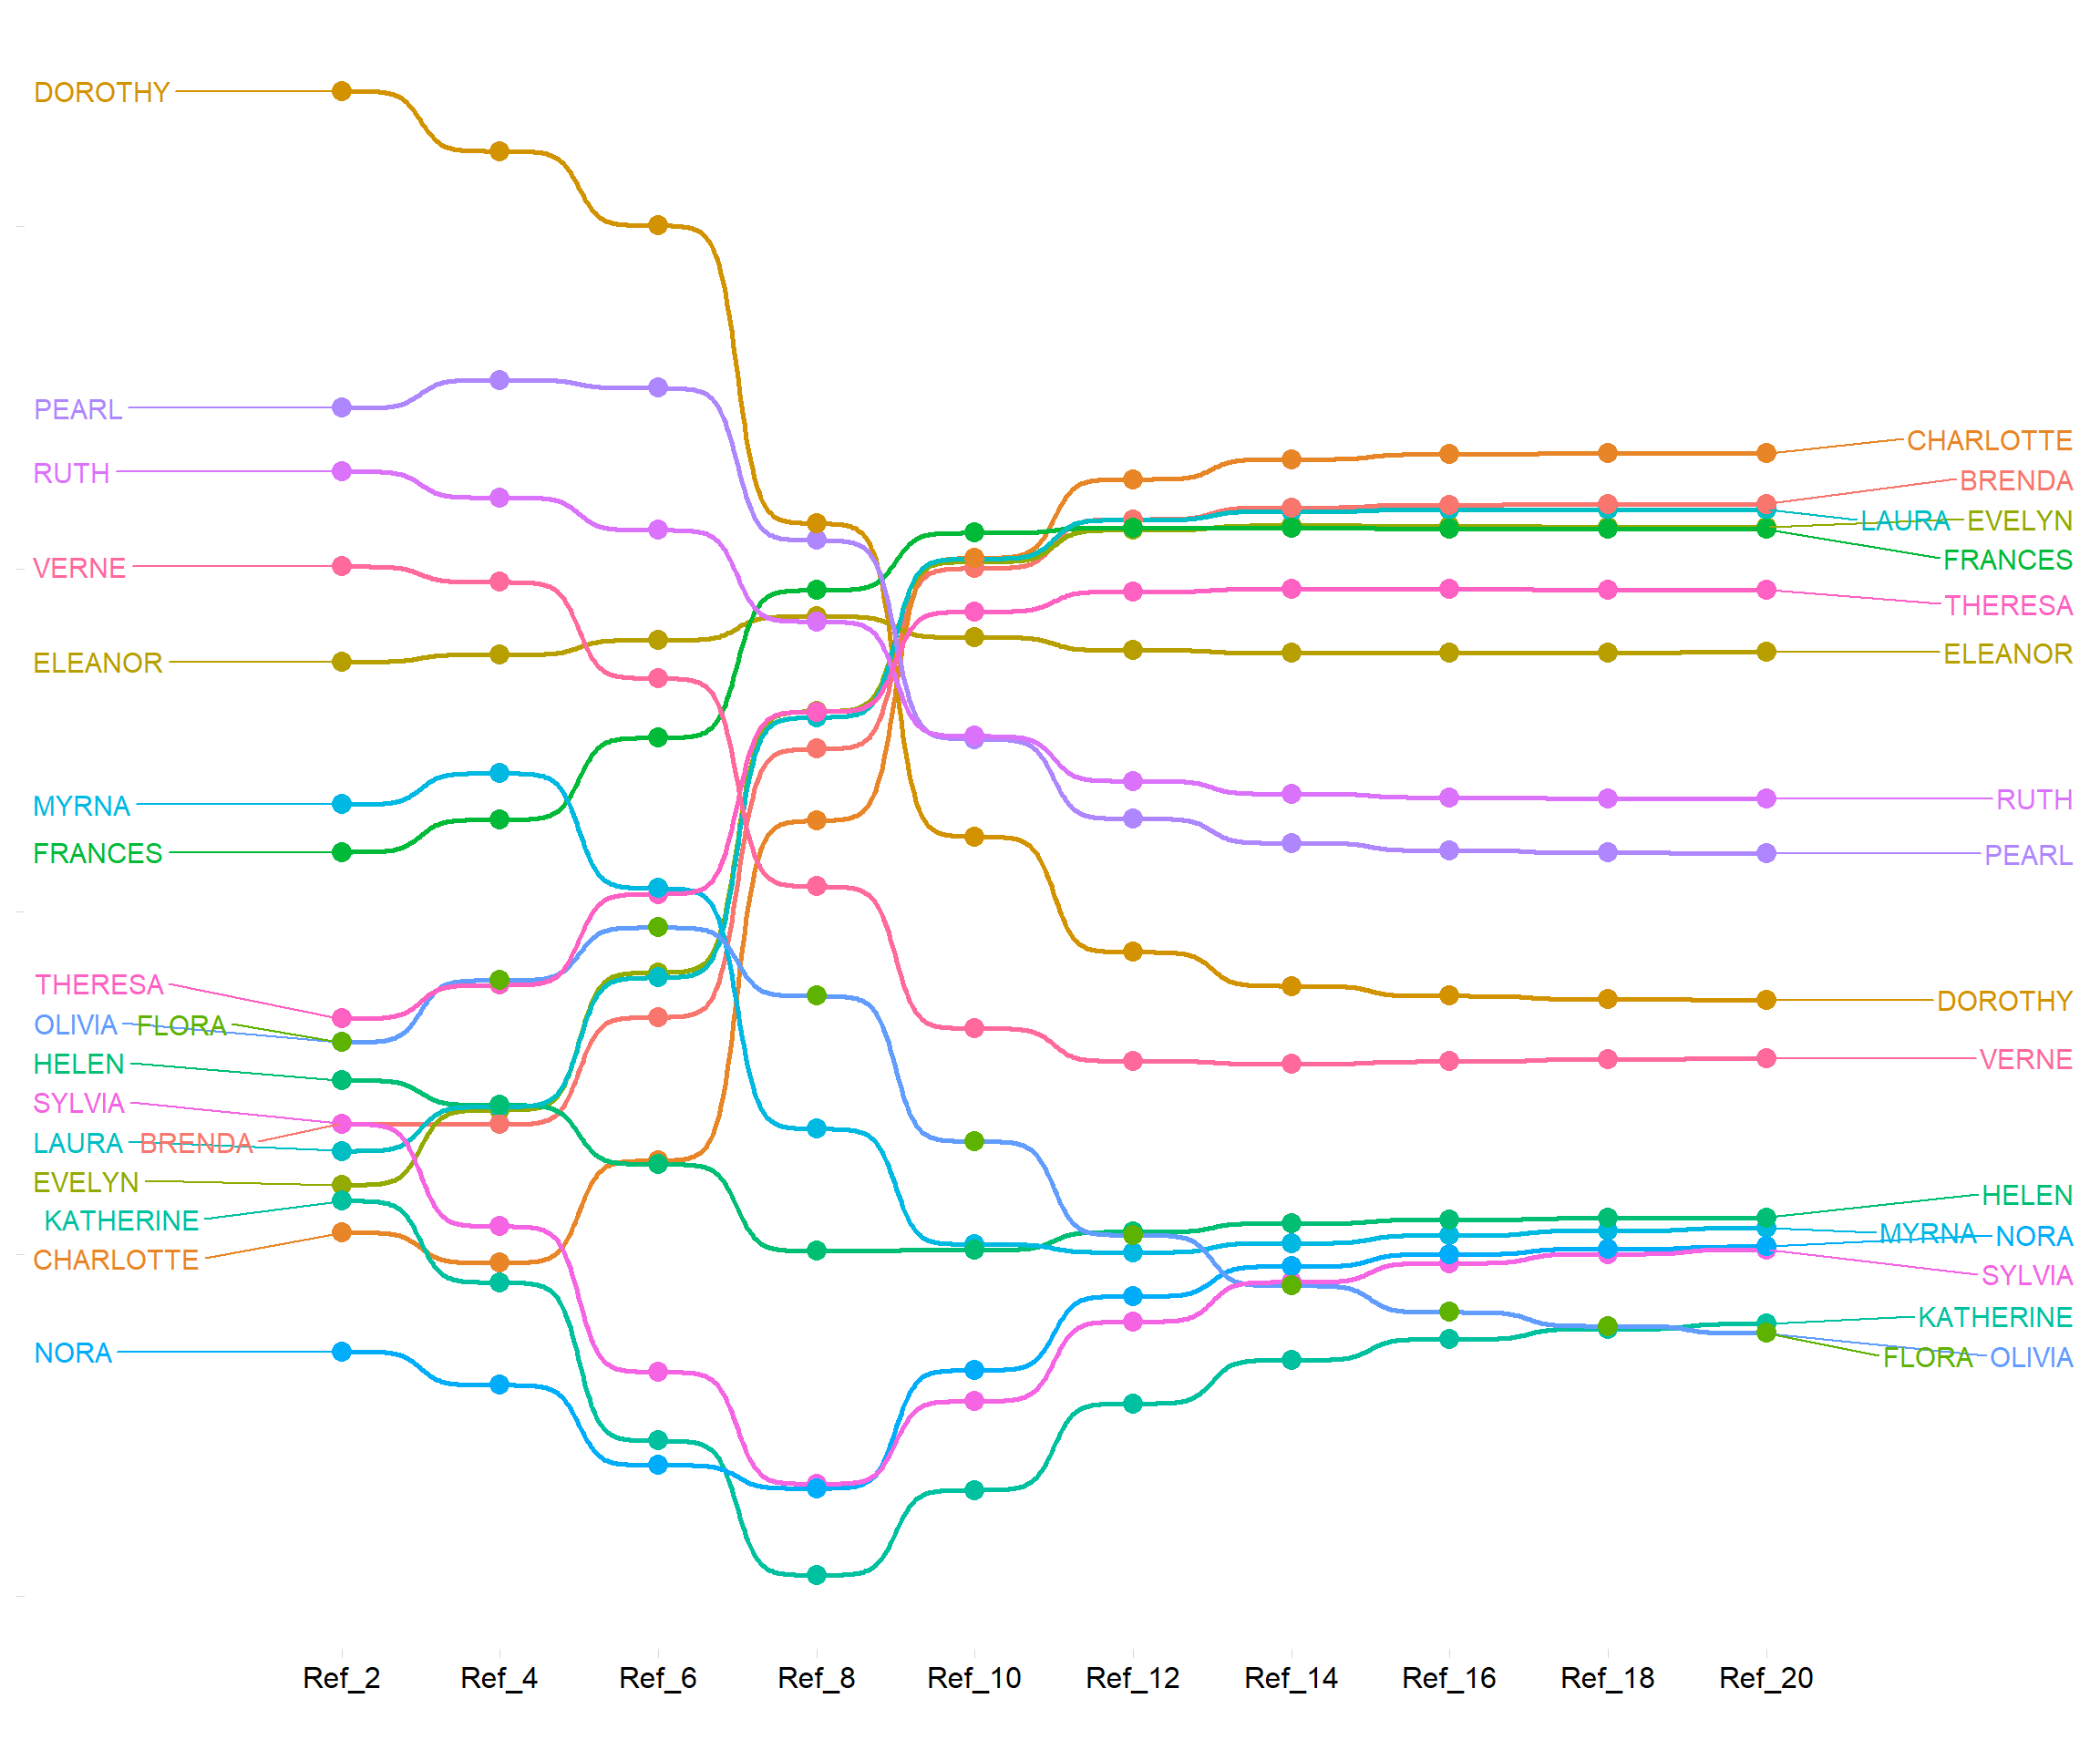 DOROTHY
PEARL
RUTH
VERNE
ELEANOR
MYRNA
FRANCES
THERESA
OLIVIA FLORA
HELEN
SYLVIA
LAURA BRENDA
EVELYN
KATHERINE
CHARLOTTE
NORA
CHARLOTTE
BRENDA
LAURA EVELYN
FRANCES
THERESA
ELEANOR
RUTH
PEARL
DOROTHY
VERNE
HELEN
MYRNA NORA
SYLVIA
KATHERINE
FLORA OLIVIA
Ref_2 Ref_4 Ref_6 Ref_8 Ref_10 Ref_12 Ref_14 Ref_16 Ref_18 Ref_20